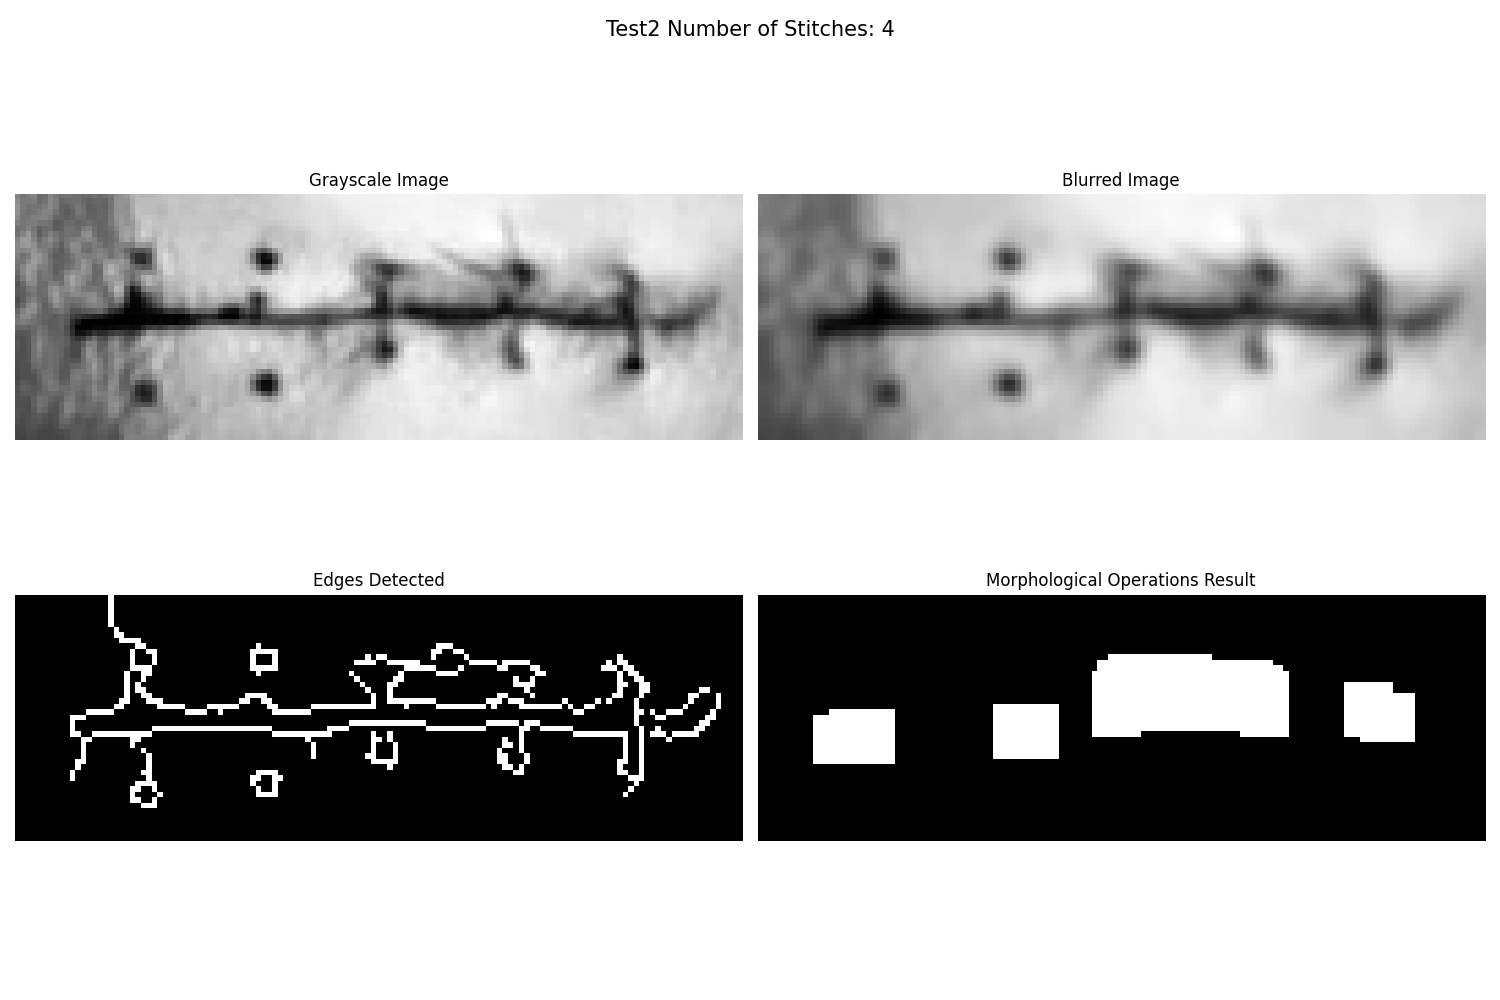 Test2 Number of Stitches: 4
Grayscale Image
Blurred Image
Edges Detected
Morphological Operations Result